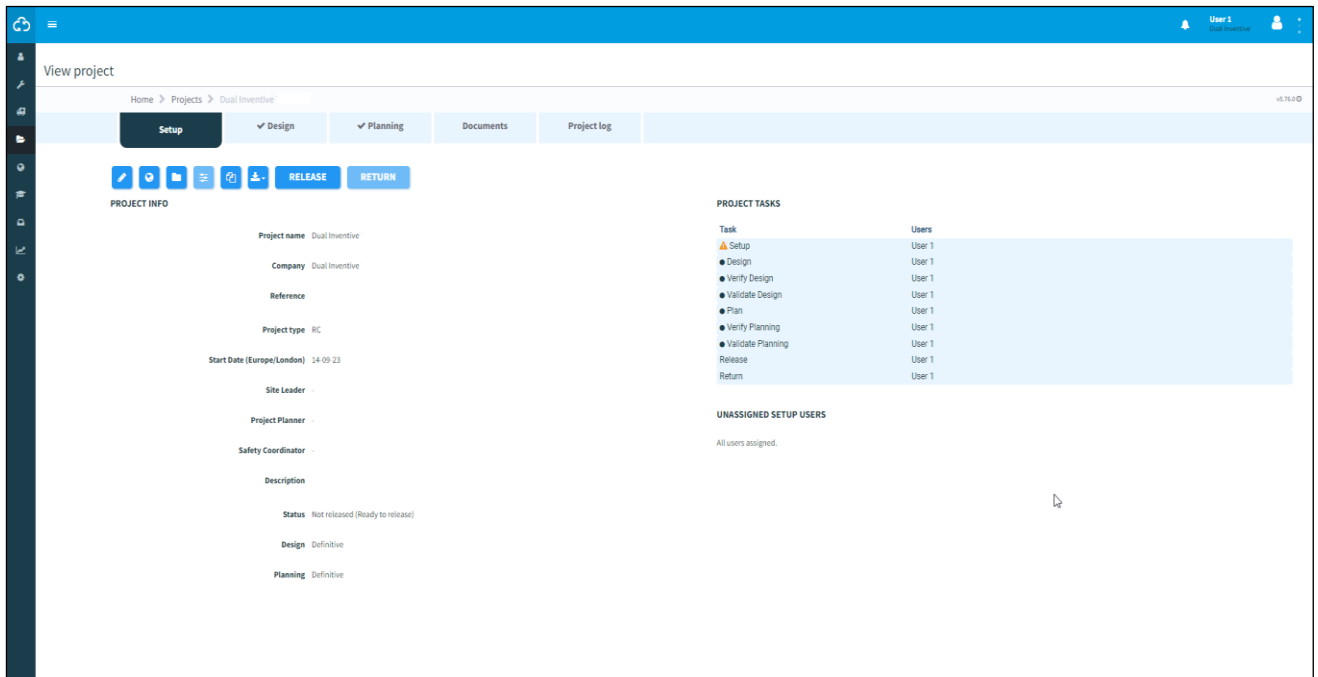 User 1
Dual Inventive
View project
Home Projects Dual Inventive
v5.76.0
Setup Design Planning Documents Project log
RELEASE RETURN
PROJECT INFO
Project name Dual Inventive
Company Dual Inventive
Reference
Project type RC
Start Date (Europe/London) 14-09-23
Site Leader -
Project Planner -
Safety Coordinator -
Description
Status Not released (Ready to release)
Design Definitive
Planning Definitive
PROJECT TASKS
Task Users
Setup User 1
Design User 1
Verify Design User 1
Validate Design User 1
Plan User 1
Verify Planning User 1
Validate Planning User 1
Release User 1
Return User 1
UNASSIGNED SETUP USERS
All users assigned.